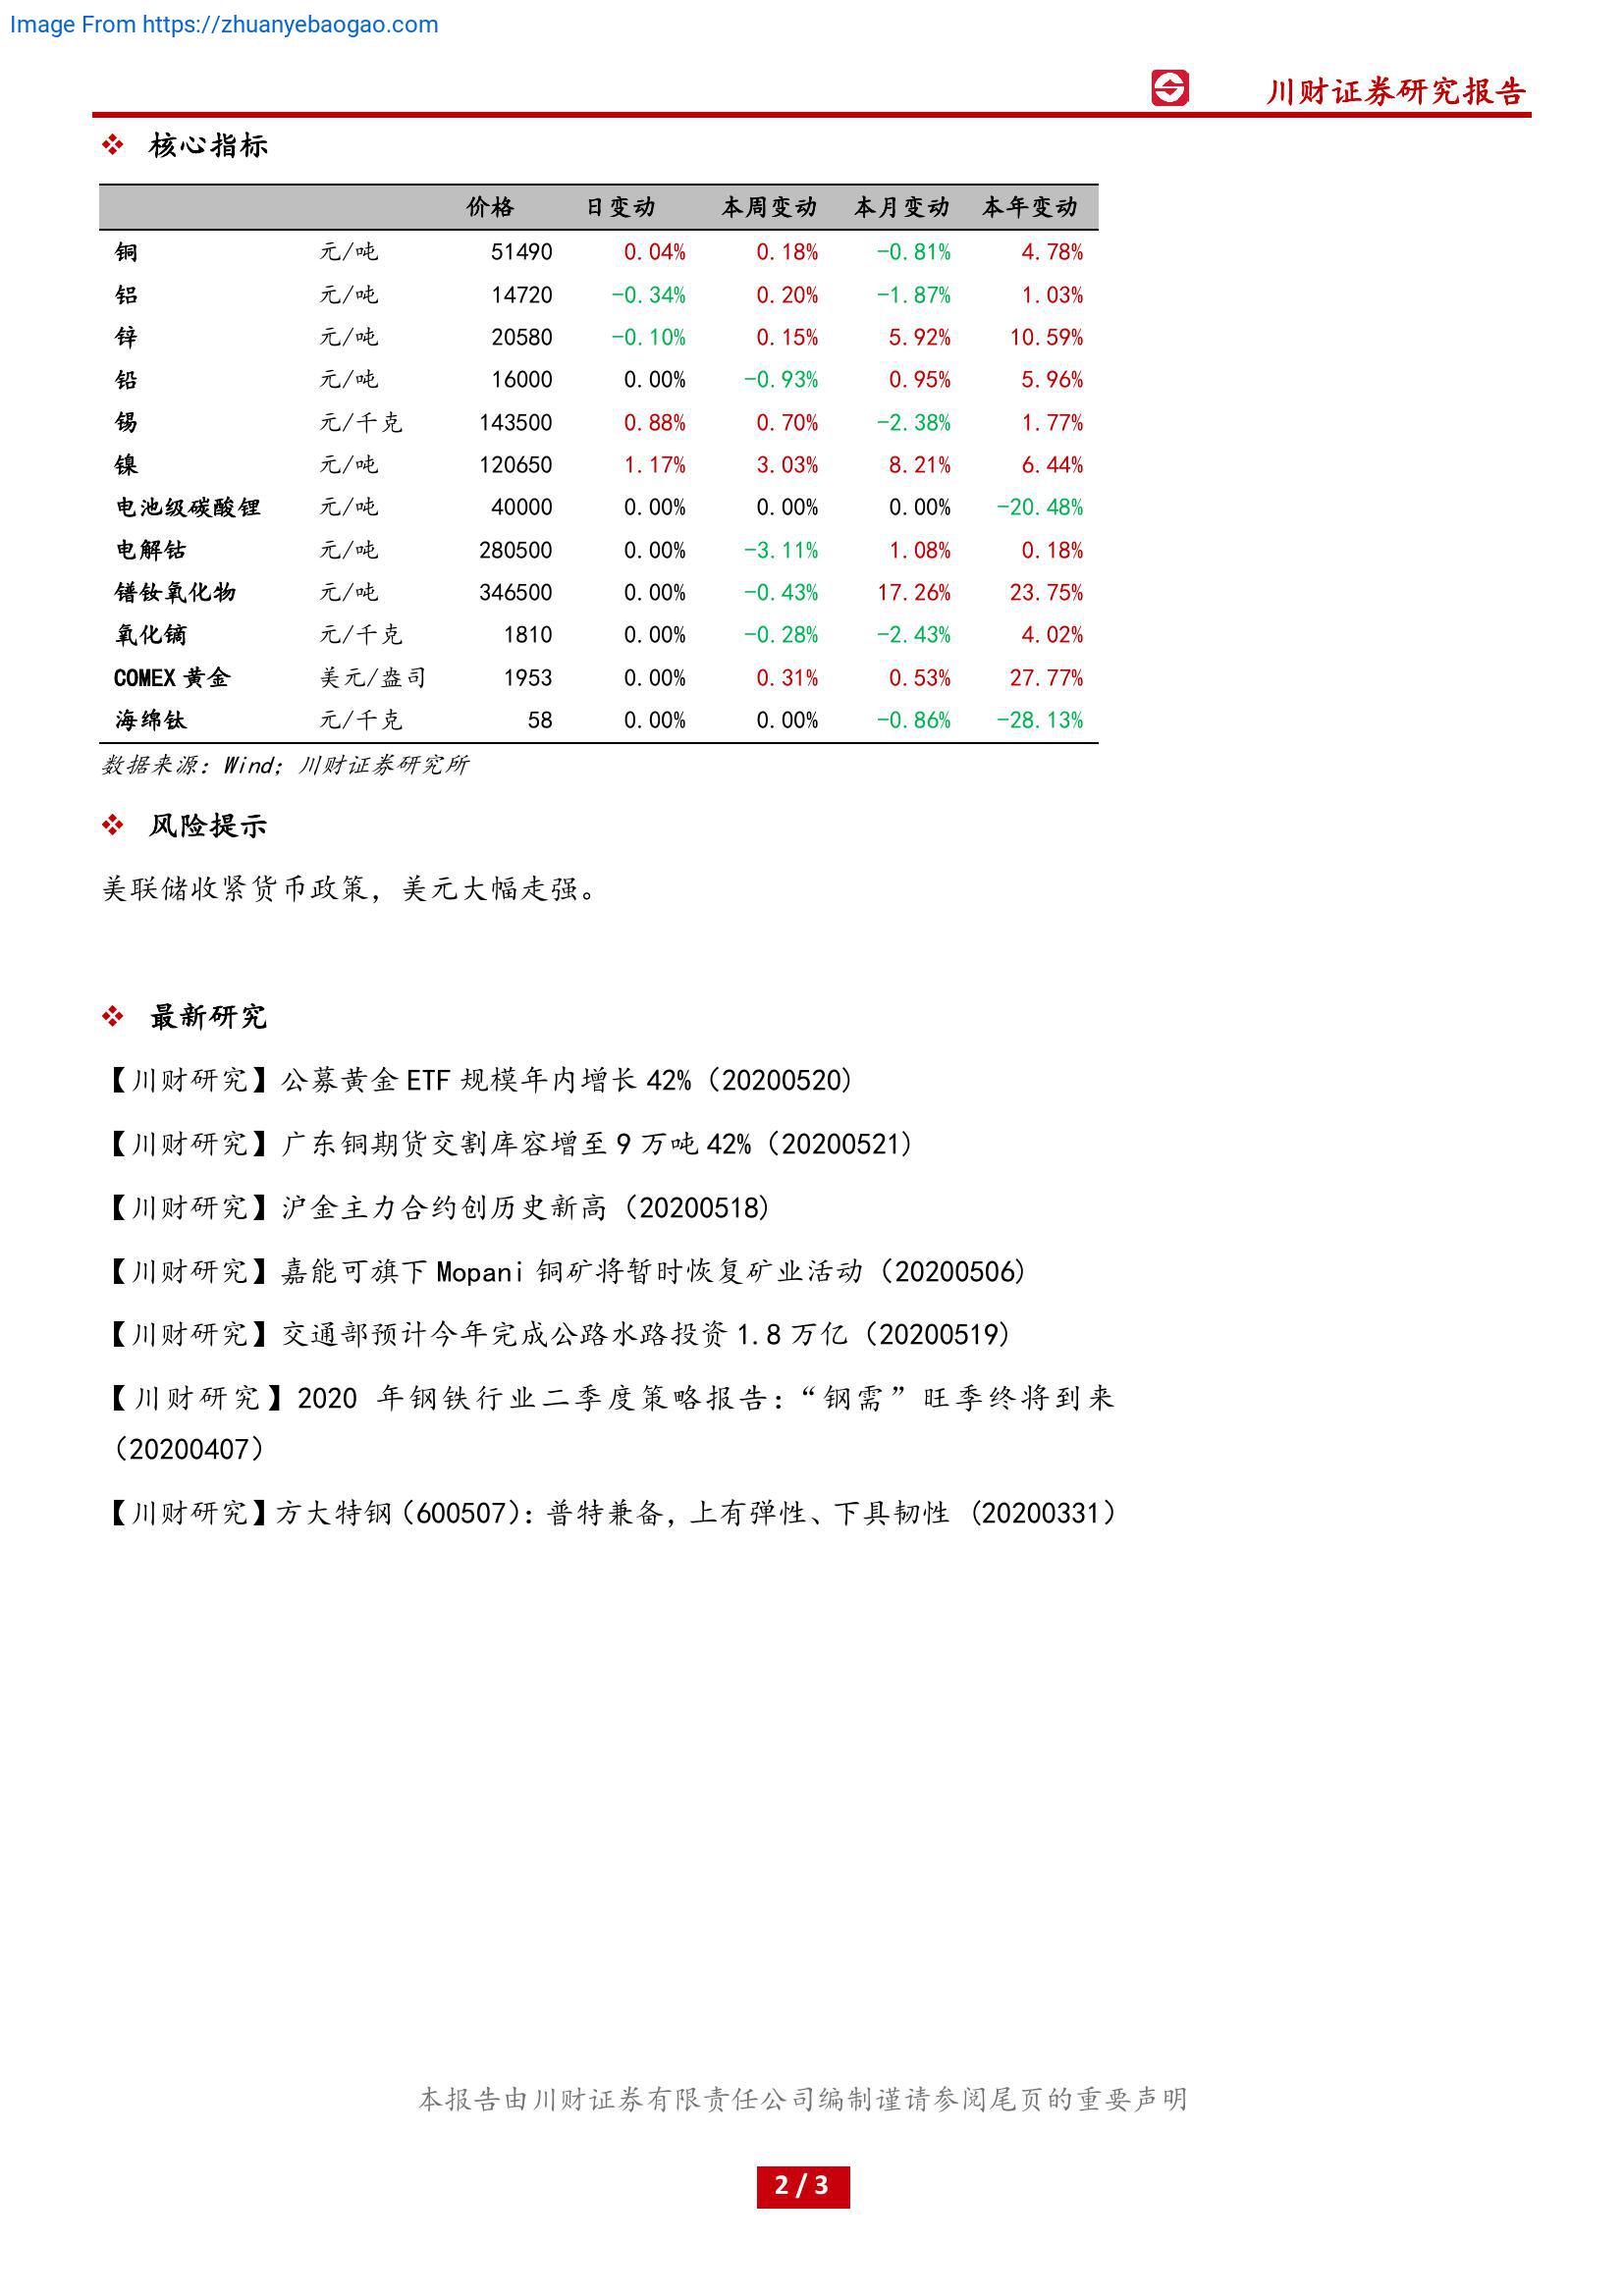 Image From https://zhuanyebaogao.com
川财证券研究报告
核心指标
价格 日变动 本周变动 本月变动 本年变动
铜 元/吨 51490 0.04% 0.18% -0.81% 4.78%
铝 元/吨 14720 -0.34% 0.20% -1.87% 1.03%
锌 元/吨 20580 -0.10% 0.15% 5.92% 10.59%
铅 元/吨 16000 0.00% -0.93% 0.95% 5.96%
锡 元/千克 143500 0.88% 0.70% -2.38% 1.77%
镍 元/吨 120650 1.17% 3.03% 8.21% 6.44%
电池级碳酸锂 元/吨 40000 0.00% 0.00% 0.00% -20.48%
电解钴 元/吨 280500 0.00% -3.11% 1.08% 0.18%
镨钕氧化物 元/吨 346500 0.00% -0.43% 17.26% 23.75%
氧化镝 元/千克 1810 0.00% -0.28% -2.43% 4.02%
COMEX 黄金 美元/盎司 1953 0.00% 0.31% 0.53% 27.77%
海绵钛 元/千克 58 0.00% 0.00% -0.86% -28.13%
数据来源：Wind；川财证券研究所
风险提示
美联储收紧货币政策，美元大幅走强。
最新研究
【川财研究】公募黄金 ETF 规模年内增长 42%（20200520）
【川财研究】广东铜期货交割库容增至 9 万吨 42%（20200521）
【川财研究】沪金主力合约创历史新高（20200518）
【川财研究】嘉能可旗下 Mopani 铜矿将暂时恢复矿业活动（20200506）
【川财研究】交通部预计今年完成公路水路投资 1.8 万亿（20200519）
【川财研究】2020 年钢铁行业二季度策略报告：“钢需”旺季终将到来
（20200407）
【川财研究】方大特钢（600507）：普特兼备，上有弹性、下具韧性 (20200331）
本报告由川财证券有限责任公司编制谨请参阅尾页的重要声明
2 / 3